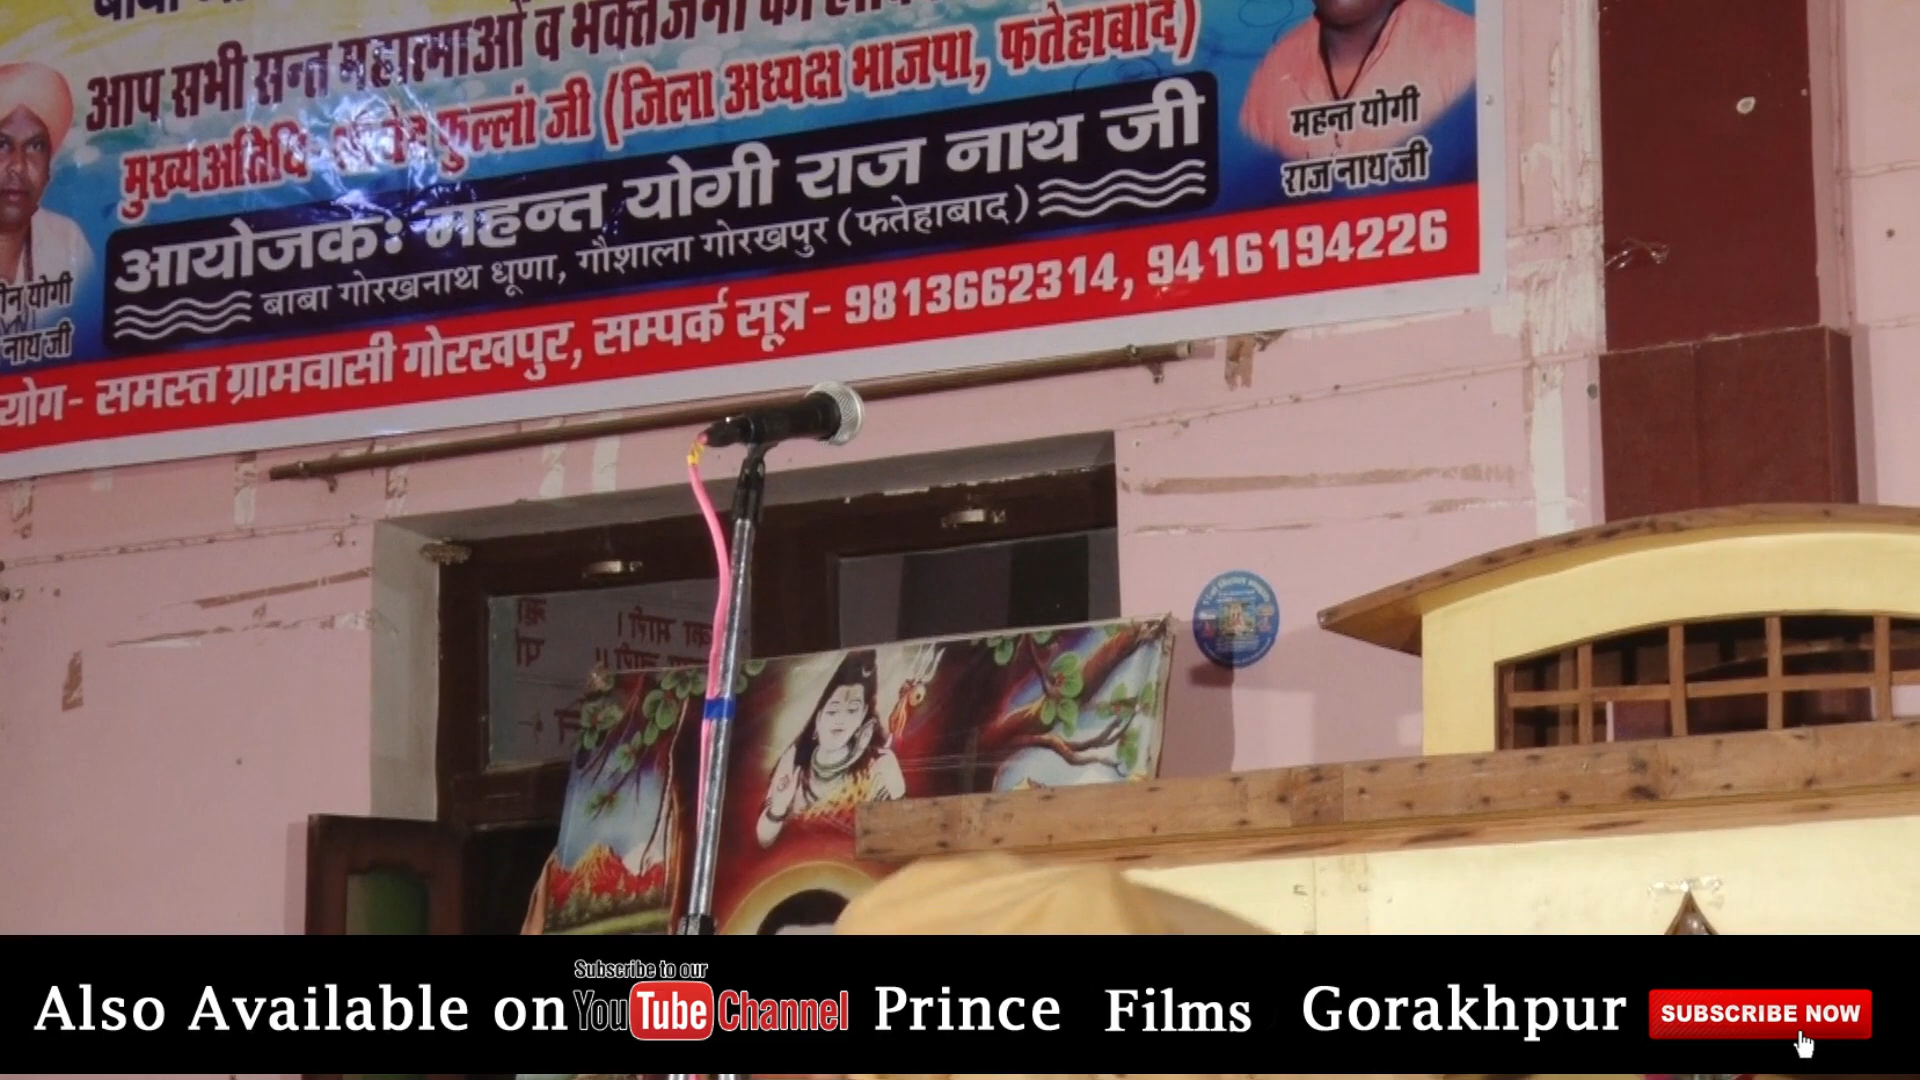 बाबा
आप सभी सन्त महात्माओं व भक्तजनों
मुख्यअतिथि- फुल्लां जी (जिला अध्यक्ष भाजपा, फतेहाबाद)
आयोजकः महन्त योगी राज नाथ जी
बाबा गोरखनाथ धूणा, गौशाला गोरखपुर (फतेहाबाद)
योग- समस्त ग्रामवासी गोरखपुर, सम्पर्क सूत्र- 9813662314, 9416194226
महन्त योगी
राज नाथ जी
योगी
नाथ जी
Also Available on Subscribe to our YouTube Channel Prince Films Gorakhpur SUBSCRIBE NOW